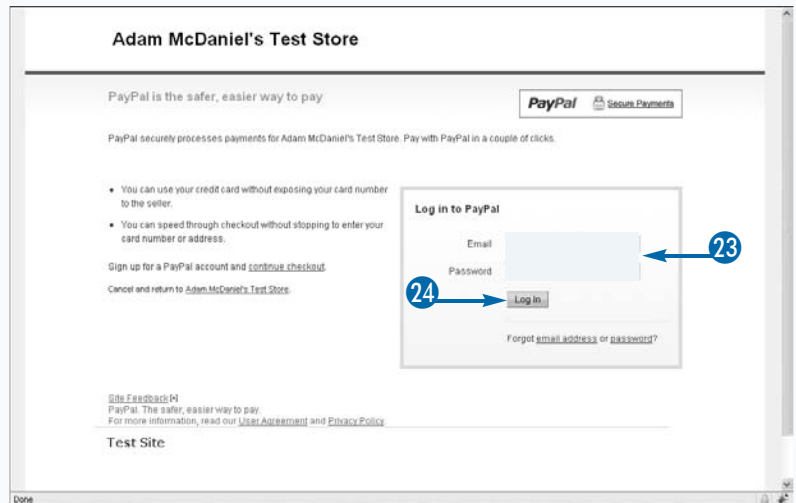 Adam McDaniel's Test Store
PayPal is the safer, easier way to pay
PayPal Secure Payments
PayPal securely processes payments for Adam McDaniel's Test Store. Pay with PayPal in a couple of clicks.
• You can use your credit card without exposing your card number
to the seller.
• You can speed through checkout without stopping to enter your
card number or address.
Sign up for a PayPal account and continue checkout.
Cancel and return to Adam McDaniel's Test Store.
Log in to PayPal
Email
23
Password
24
Log In
Forgot email address or password?
Site Feedback [+]
PayPal. The safer, easier way to pay.
For more information, read our User Agreement and Privacy Policy.
Test Site
Done